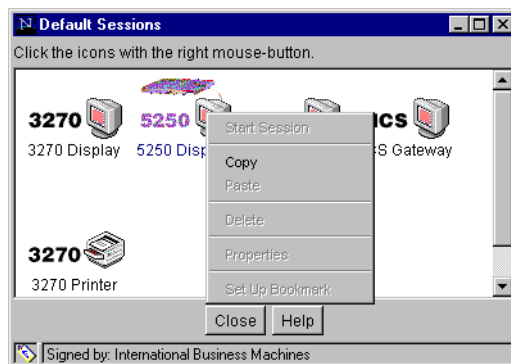 Default Sessions
Click the icons with the right mouse-button.
3270
5250
ICS
3270 Display
5250 Disp
S Gateway
Start Session
Copy
Paste
Delete
Properties
Set Up Bookmark
3270
3270 Printer
Close
Help
Signed by: International Business Machines